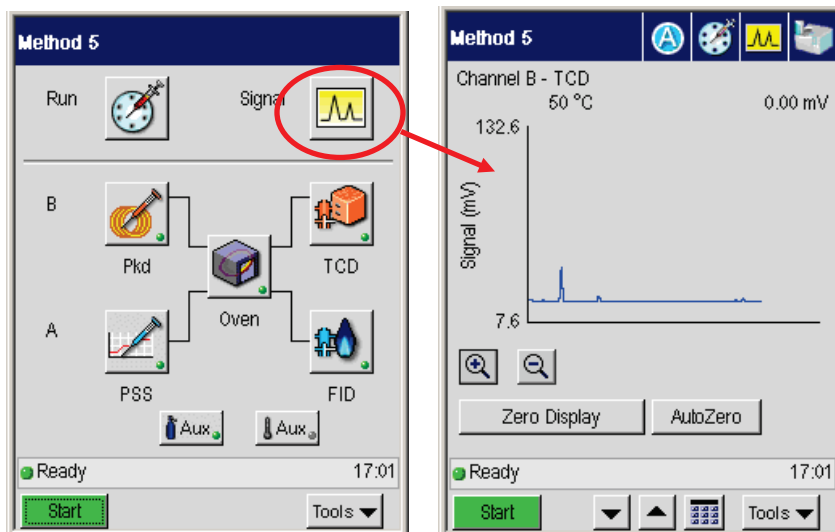 Method 5
Run
Signal
B
Pkd
TCD
Oven
A
PSS
FID
Aux
Aux
Ready
17:01
Start
Tools
Method 5
A
Channel B - TCD
50 °C
0.00 mV
132.6
Signal (mV)
7.6
Zero Display
AutoZero
Ready
17:01
Start
Tools